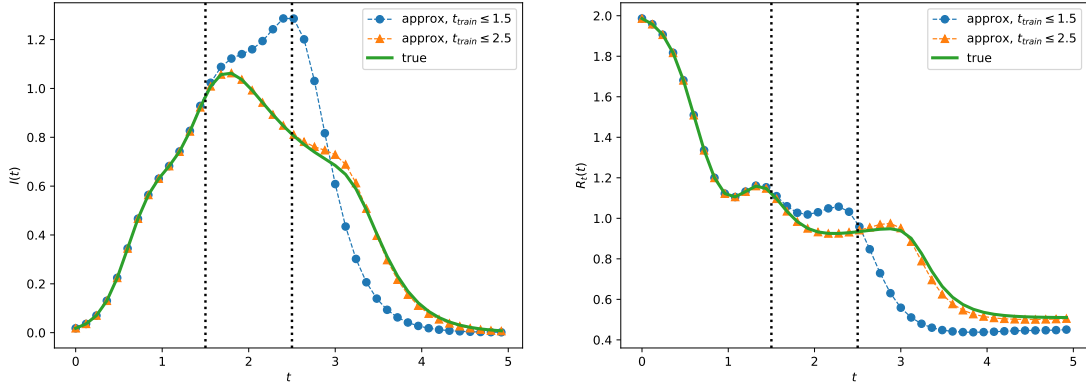 approx, t_train ≤ 1.5
approx, t_train ≤ 2.5
true
1.2
1.0
0.8
0.6
0.4
0.2
0.0
I(t)
0
1
2
3
4
5
t
approx, t_train ≤ 1.5
approx, t_train ≤ 2.5
true
2.0
1.8
1.6
1.4
1.2
1.0
0.8
0.6
0.4
R_t(t)
0
1
2
3
4
5
t